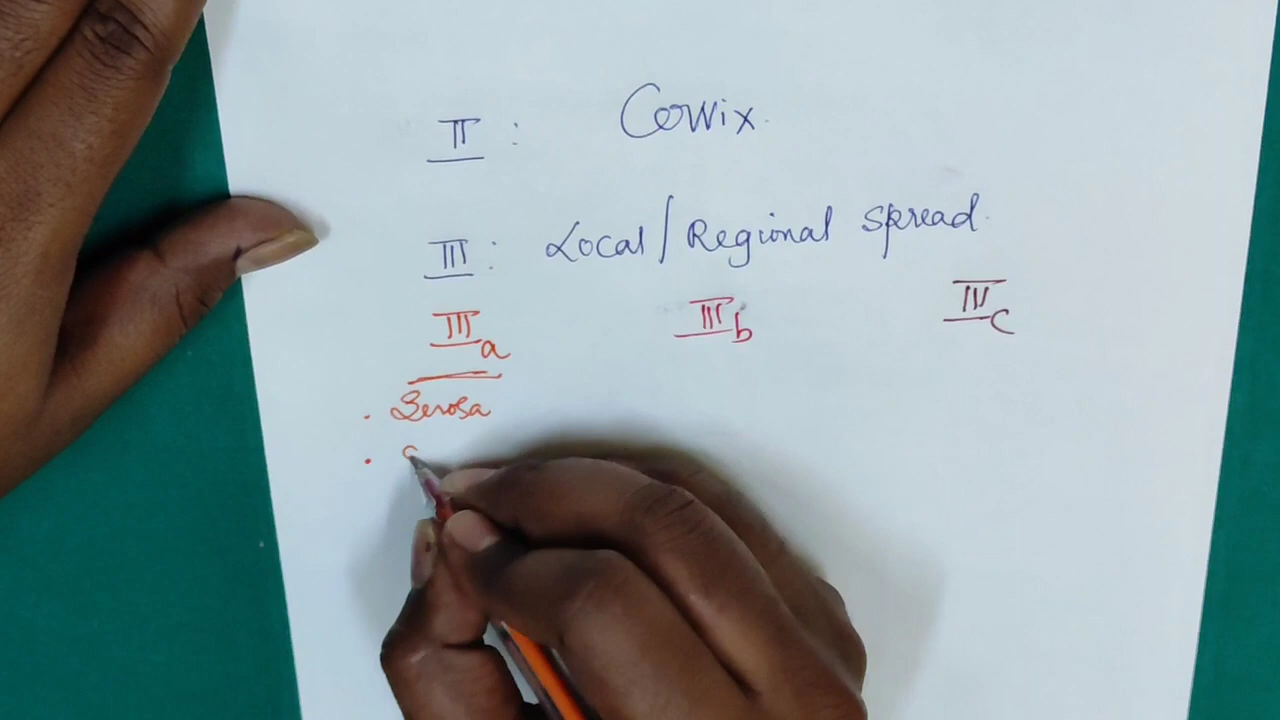 II : Cervix.
III : Local/Regional spread.
IIIa IIIb IIIc
. Serosa
.